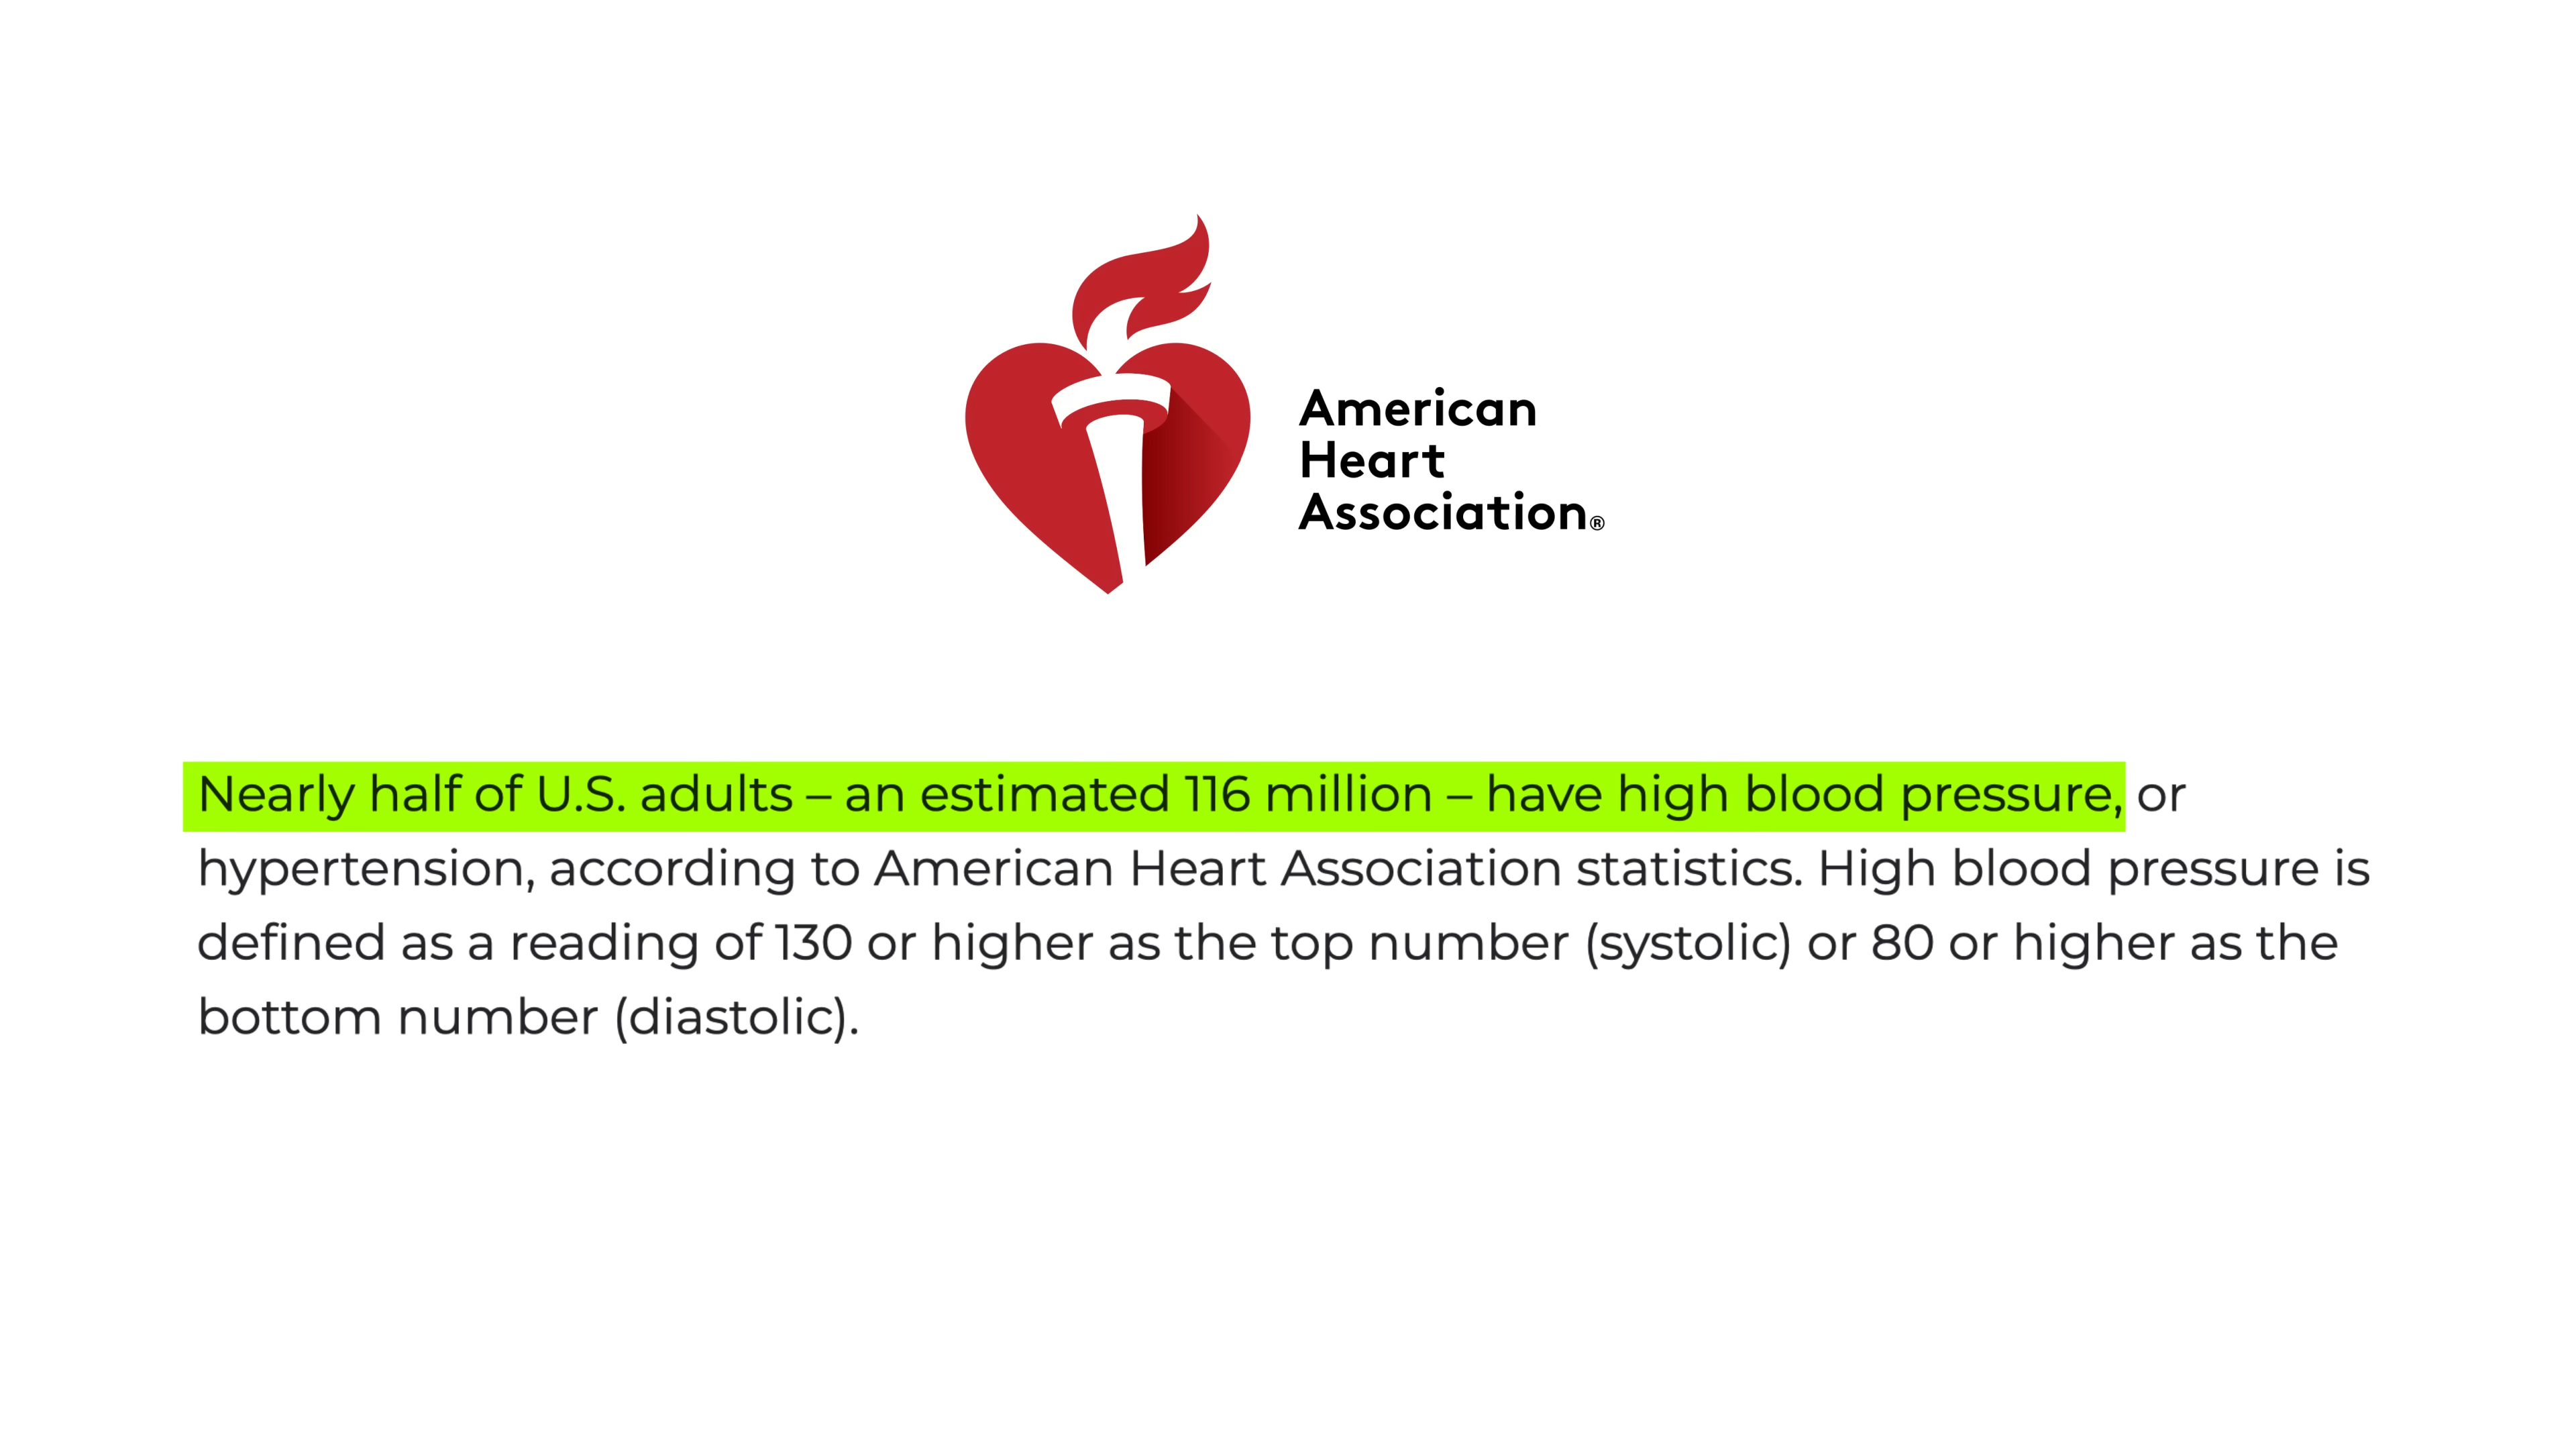 American
Heart
Association®
Nearly half of U.S. adults – an estimated 116 million – have high blood pressure, or
hypertension, according to American Heart Association statistics. High blood pressure is
defined as a reading of 130 or higher as the top number (systolic) or 80 or higher as the
bottom number (diastolic).